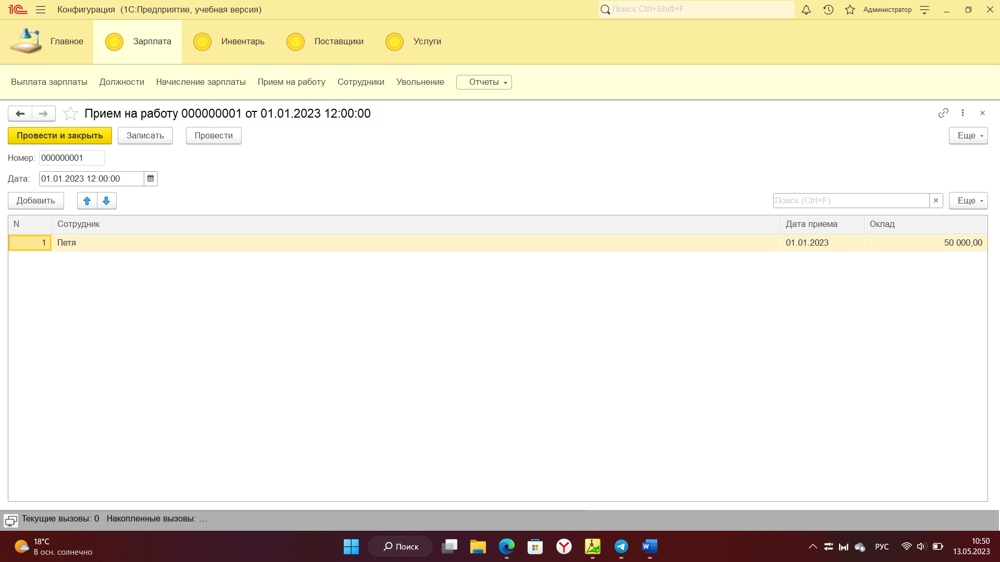 Конфигурация (1С:Предприятие, учебная версия)
Поиск Ctrl+Shift+F
Администратор
Главное
Зарплата
Инвентарь
Поставщики
Услуги
Выплата зарплаты
Должности
Начисление зарплаты
Прием на работу
Сотрудники
Увольнение
Отчеты
Прием на работу 000000001 от 01.01.2023 12:00:00
Провести и закрыть
Записать
Провести
Еще
Номер: 000000001
Дата: 01.01.2023 12:00:00
Добавить
Поиск (Ctrl+F)
Еще
N Сотрудник Дата приема Оклад
1 Петя 01.01.2023 50 000,00
Текущие вызовы: 0 Накопленные вызовы: ...
18°C
В осн. солнечно
Поиск
РУС
10:50
13.05.2023